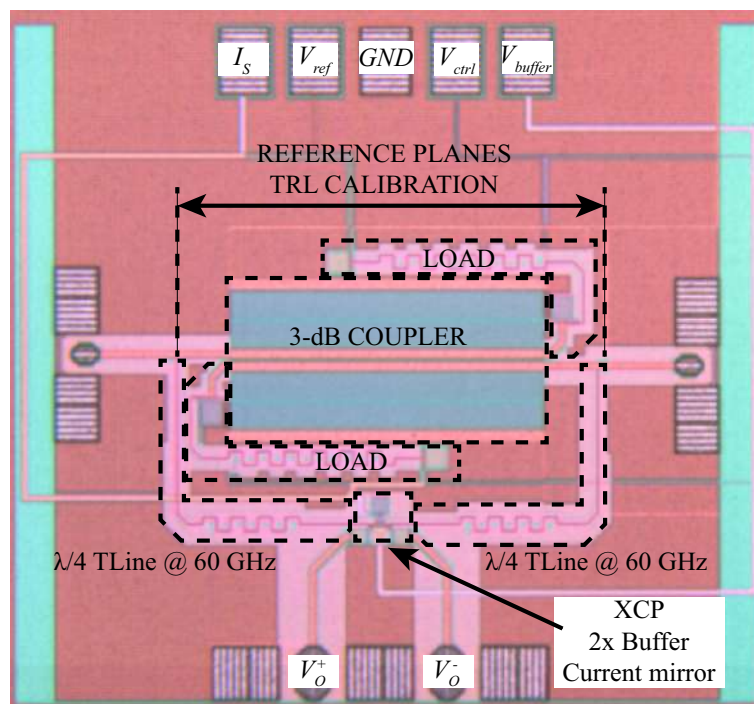 I_S V_ref GND V_ctrl V_buffer
REFERENCE PLANES
TRL CALIBRATION
LOAD
3-dB COUPLER
LOAD
λ/4 TLine @ 60 GHz λ/4 TLine @ 60 GHz
XCP
2x Buffer
Current mirror
V_O^+ V_O^-